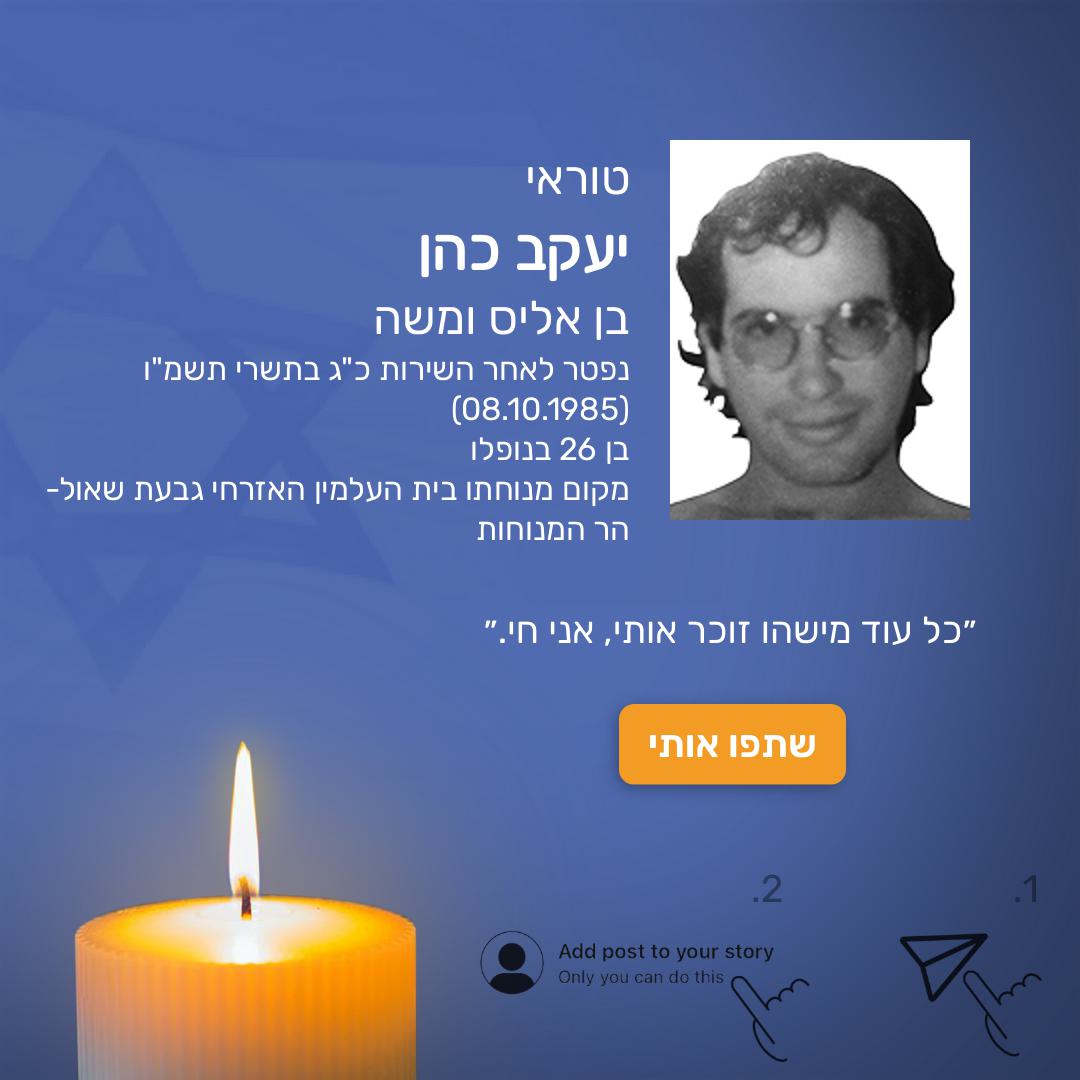 טוראי
יעקב כהן
בן אליס ומשה
נפטר לאחר השירות כ"ג בתשרי תשמ"ו
(08.10.1985)
בן 26 בנופלו
מקום מנוחתו בית העלמין האזרחי גבעת שאול-
הר המנוחות
״כל עוד מישהו זוכר אותי, אני חי.״
שתפו אותי
1.
2.
Add post to your story
Only you can do this